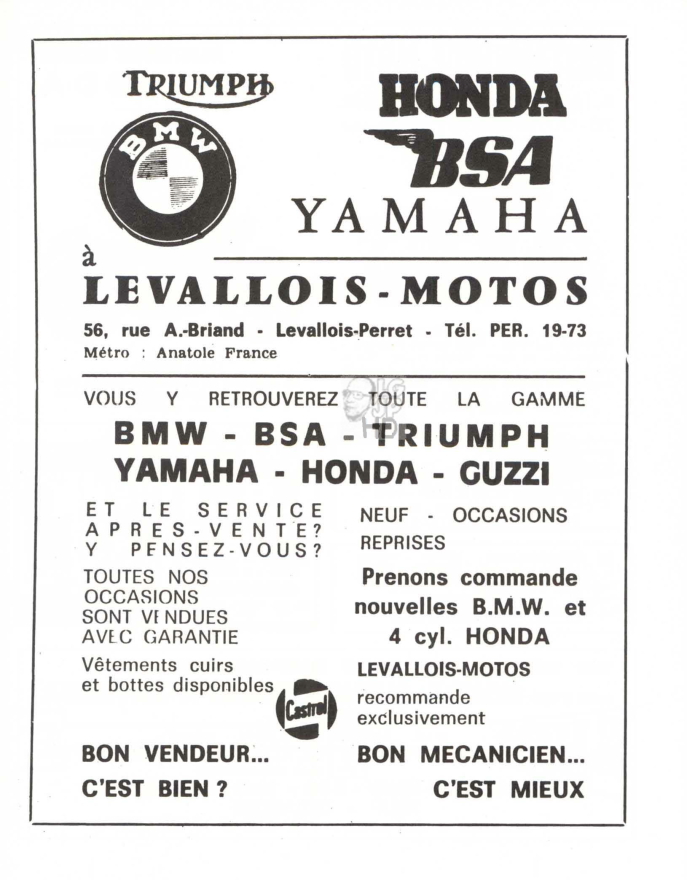 TRIUMPH
BMW
HONDA
BSA
YAMAHA
à
LEVALLOIS - MOTOS
56, rue A.-Briand - Levallois-Perret - Tél. PER. 19-73
Métro : Anatole France
VOUS Y RETROUVEREZ TOUTE LA GAMME
JG
HD
BMW - BSA - TRIUMPH
YAMAHA - HONDA - GUZZI
ET LE SERVICE
APRES-VENTE?
Y PENSEZ-VOUS?
NEUF - OCCASIONS
REPRISES
TOUTES NOS
OCCASIONS
SONT VENDUES
AVEC GARANTIE
Prenons commande
nouvelles B.M.W. et
4 cyl. HONDA
Vêtements cuirs
et bottes disponibles
Castrol
LEVALLOIS-MOTOS
recommande
exclusivement
BON VENDEUR...
C'EST BIEN ?
BON MECANICIEN...
C'EST MIEUX